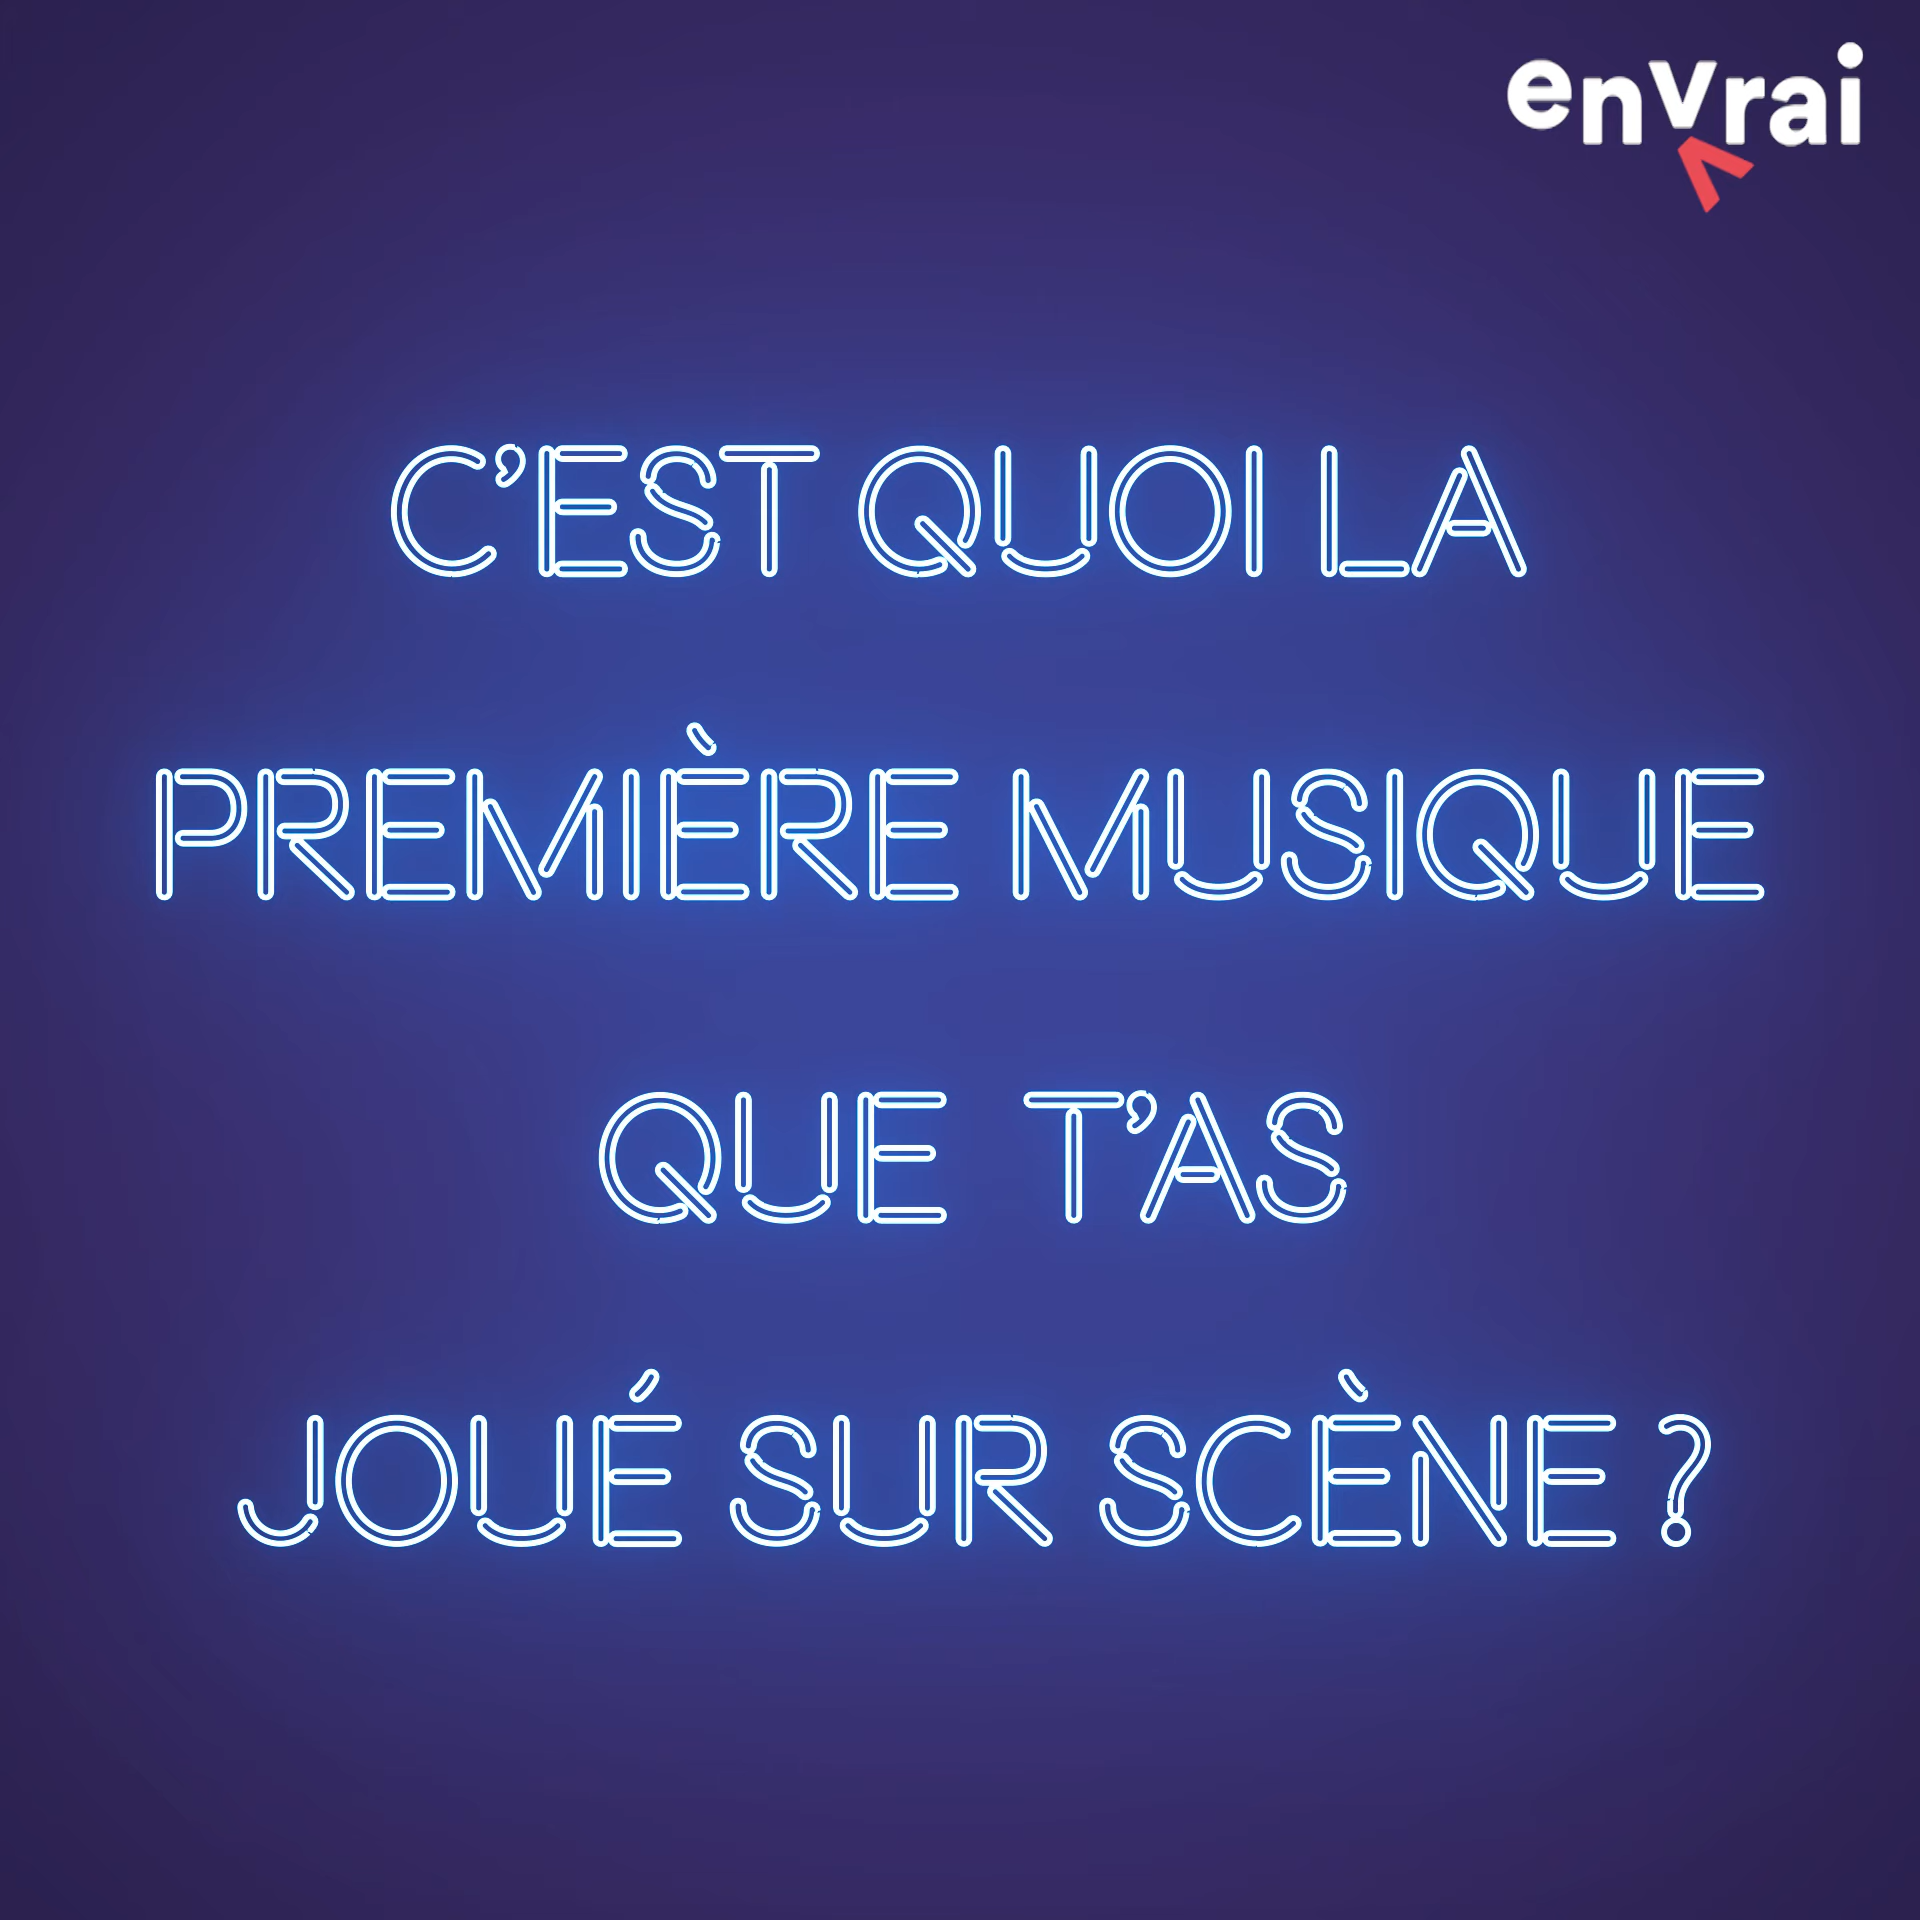 enVrai
C'EST QUOI LA
PREMIÈRE MUSIQUE
QUE T'AS
JOUÉ SUR SCÈNE ?